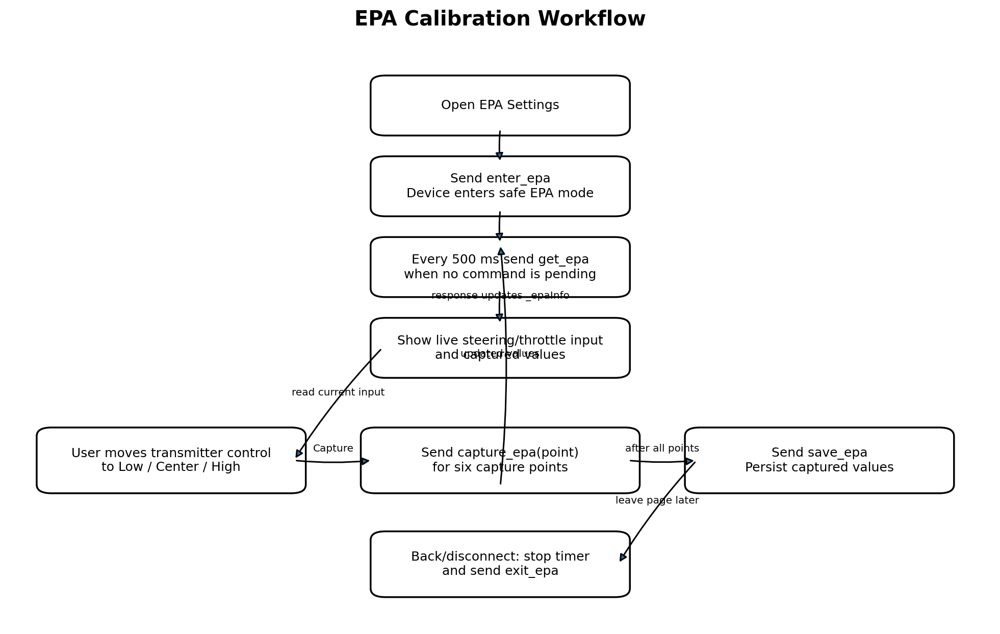 EPA Calibration Workflow
Open EPA Settings
Send enter_epa
Device enters safe EPA mode
Every 500 ms send get_epa
when no command is pending
response updates _epaInfo
Show live steering/throttle input
and captured values
updated values
read current input
User moves transmitter control
to Low / Center / High
Capture
Send capture_epa(point)
for six capture points
after all points
Send save_epa
Persist captured values
leave page later
Back/disconnect: stop timer
and send exit_epa